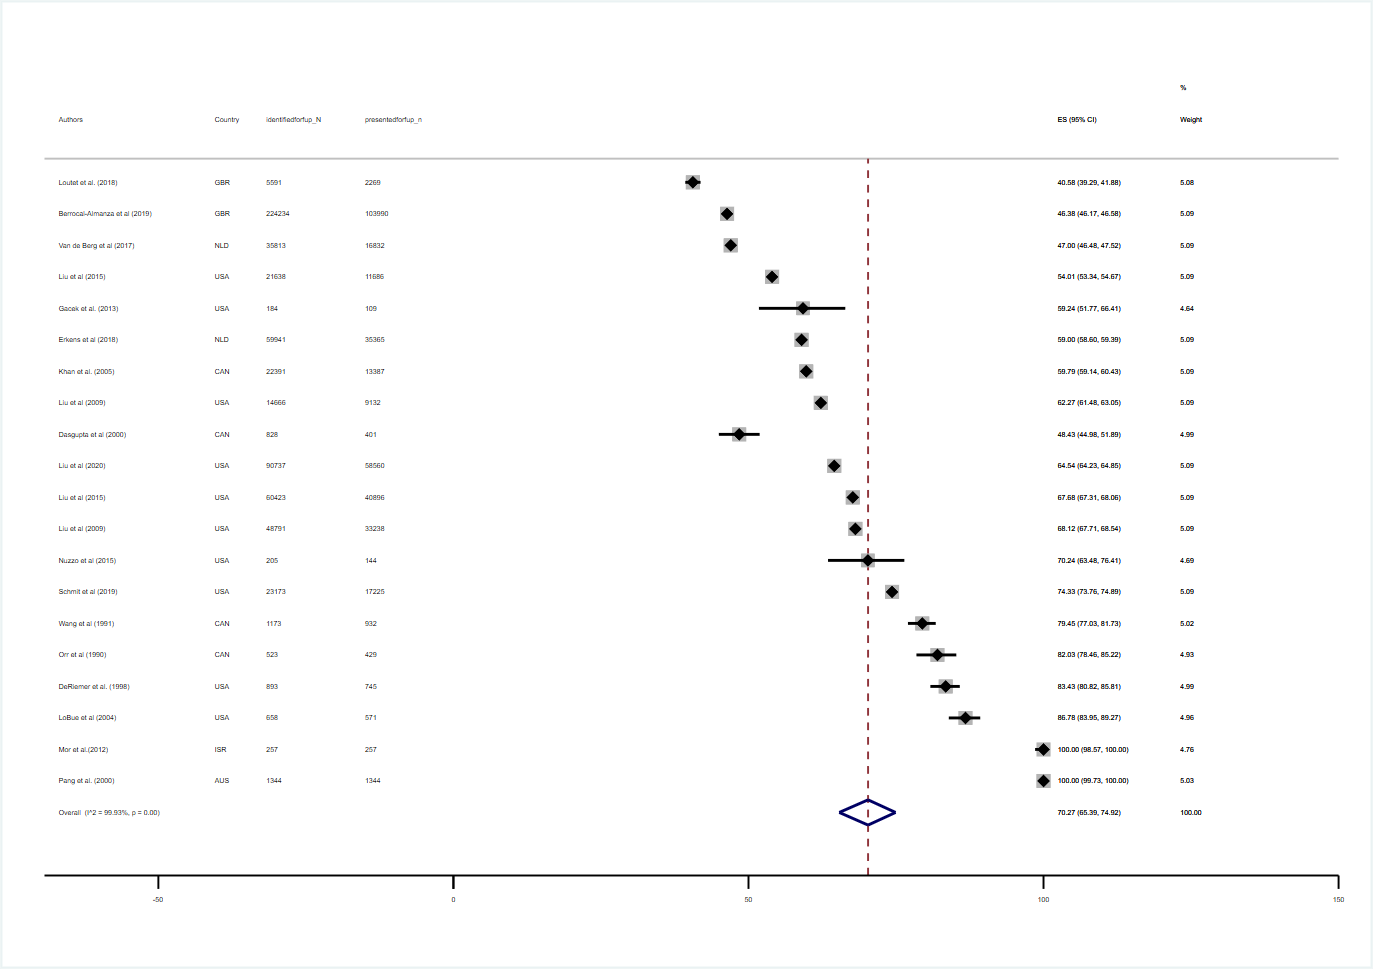 %
Authors Country identifiedforfup_N presentedforfup_n ES (95% CI) Weight
Loutet et al. (2018) GBR 5591 2269 40.58 (39.29, 41.88) 5.08
Berrocal-Almanza et al (2019) GBR 224234 103990 46.38 (46.17, 46.58) 5.09
Van de Berg et al (2017) NLD 35813 16832 47.00 (46.48, 47.52) 5.09
Liu et al (2015) USA 21638 11686 54.01 (53.34, 54.67) 5.09
Gacek et al. (2013) USA 184 109 59.24 (51.77, 66.41) 4.64
Erkens et al (2018) NLD 59941 35365 59.00 (58.60, 59.39) 5.09
Khan et al. (2005) CAN 22391 13387 59.79 (59.14, 60.43) 5.09
Liu et al (2009) USA 14666 9132 62.27 (61.48, 63.05) 5.09
Dasgupta et al (2000) CAN 828 401 48.43 (44.98, 51.89) 4.99
Liu et al (2020) USA 90737 58560 64.54 (64.23, 64.85) 5.09
Liu et al (2015) USA 60423 40896 67.68 (67.31, 68.06) 5.09
Liu et al (2009) USA 48791 33238 68.12 (67.71, 68.54) 5.09
Nuzzo et al (2015) USA 205 144 70.24 (63.48, 76.41) 4.69
Schmit et al (2019) USA 23173 17225 74.33 (73.76, 74.89) 5.09
Wang et al (1991) CAN 1173 932 79.45 (77.03, 81.73) 5.02
Orr et al (1990) CAN 523 429 82.03 (78.46, 85.22) 4.93
DeRiemer et al. (1998) USA 893 745 83.43 (80.82, 85.81) 4.99
LoBue et al (2004) USA 658 571 86.78 (83.95, 89.27) 4.96
Mor et al.(2012) ISR 257 257 100.00 (98.57, 100.00) 4.76
Pang et al. (2000) AUS 1344 1344 100.00 (99.73, 100.00) 5.03
Overall (I^2 = 99.93%, p = 0.00) 70.27 (65.39, 74.92) 100.00
-50 0 50 100 150